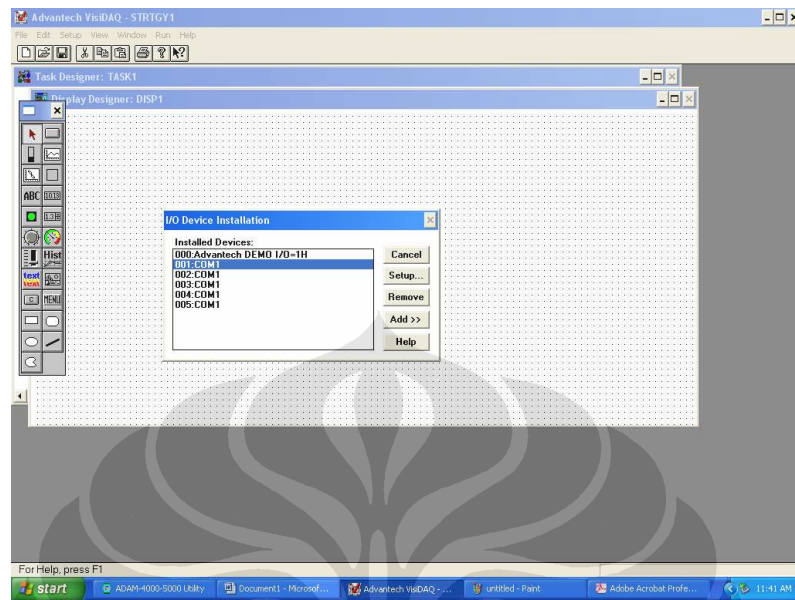 Advantech VisiDAQ - STRTGY1
File Edit Setup View Window Run Help
Task Designer: TASK1
Display Designer: DISP1
ABC
Hist
text
text
C
MENU
I/O Device Installation
Installed Devices:
000:Advantech DEMO I/O=1H
001:COM1
002:COM1
003:COM1
004:COM1
005:COM1
Cancel
Setup...
Remove
Add >>
Help
For Help, press F1
start
ADAM-4000-5000 Utility
Document1 - Microsof...
Advantech VisiDAQ - ...
untitled - Paint
Adobe Acrobat Profe...
11:41 AM